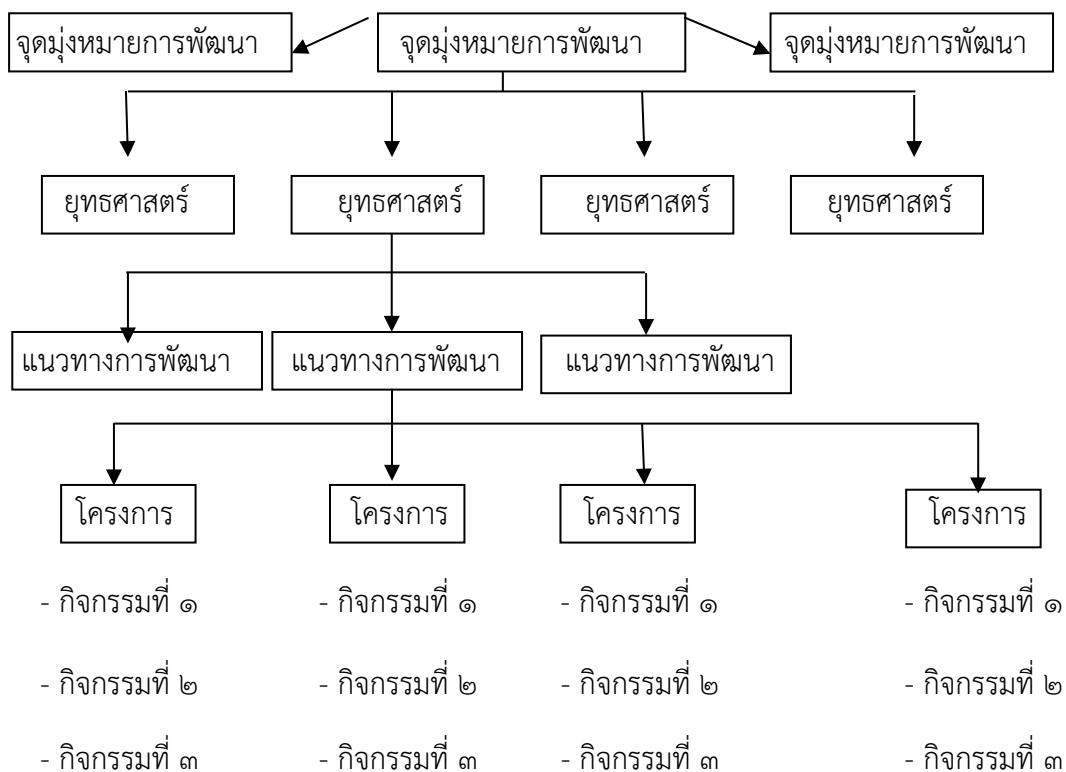 จุดมุ่งหมายการพัฒนา จุดมุ่งหมายการพัฒนา จุดมุ่งหมายการพัฒนา
ยุทธศาสตร์ ยุทธศาสตร์ ยุทธศาสตร์ ยุทธศาสตร์
แนวทางการพัฒนา แนวทางการพัฒนา แนวทางการพัฒนา
โครงการ โครงการ โครงการ โครงการ
- กิจกรรมที่ ๑ - กิจกรรมที่ ๑ - กิจกรรมที่ ๑ - กิจกรรมที่ ๑
- กิจกรรมที่ ๒ - กิจกรรมที่ ๒ - กิจกรรมที่ ๒ - กิจกรรมที่ ๒
- กิจกรรมที่ ๓ - กิจกรรมที่ ๓ - กิจกรรมที่ ๓ - กิจกรรมที่ ๓